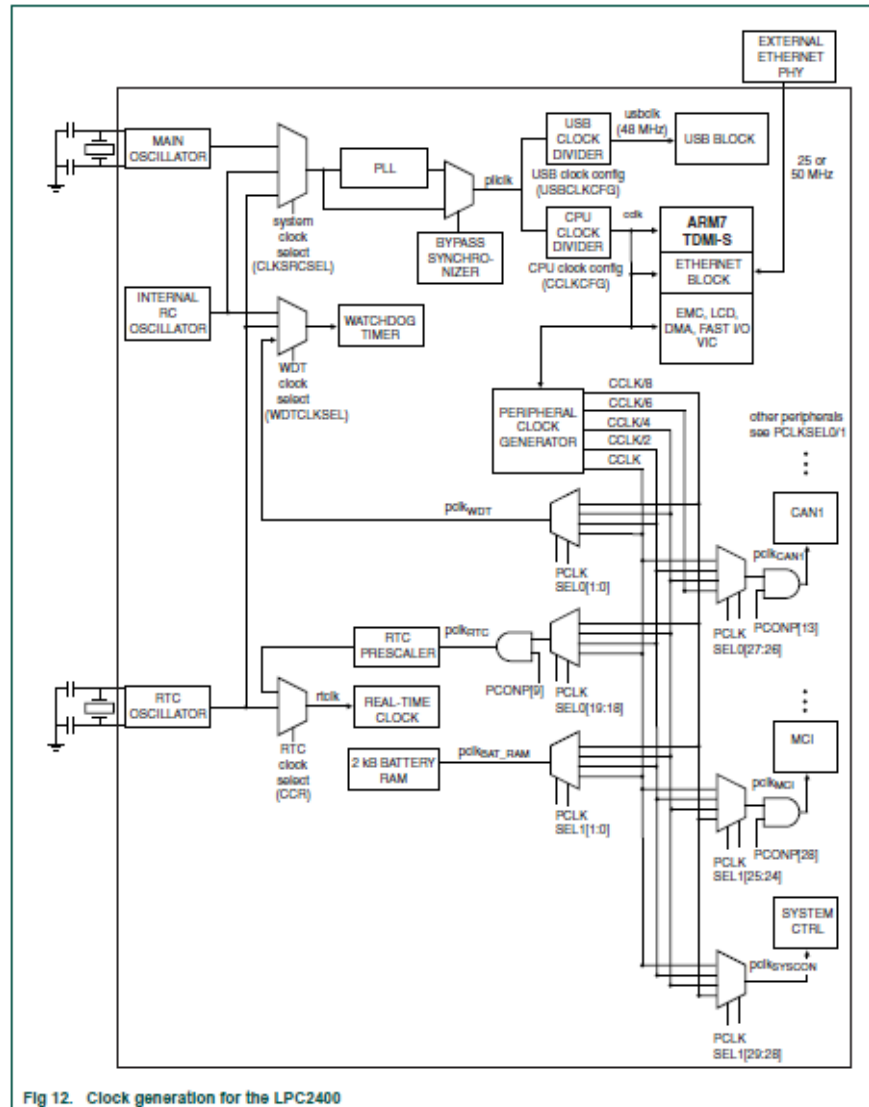 EXTERNAL
ETHERNET
PHY
MAIN
OSCILLATOR
PLL
system
clock
select
(CLKSRCSEL)
BYPASS
SYNCHRO-
NIZER
pllclk
USB
CLOCK
DIVIDER
USB clock config
(USBCLKCFG)
usbclk
(48 MHz)
USB BLOCK
25 or
50 MHz
CPU
CLOCK
DIVIDER
CPU clock config
(CCLKCFG)
cclk
ARM7
TDMI-S
ETHERNET
BLOCK
EMC, LCD,
DMA, FAST I/O
VIC
INTERNAL
RC
OSCILLATOR
WATCHDOG
TIMER
WDT
clock
select
(WDTCLKSEL)
PERIPHERAL
CLOCK
GENERATOR
CCLK/8
CCLK/6
CCLK/4
CCLK/2
CCLK
other peripherals
see PCLKSEL0/1
pclkWDT
PCLK
SEL0[1:0]
CAN1
pclkCAN1
PCONP[13]
PCLK
SEL0[27:26]
RTC
PRESCALER
pclkRTC
PCONP[9]
PCLK
SEL0[19:18]
RTC
OSCILLATOR
rtclk
REAL-TIME
CLOCK
RTC
clock
select
(CCR)
2 kB BATTERY
RAM
pclkBAT_RAM
PCLK
SEL1[1:0]
MCI
pclkMCI
PCONP[28]
PCLK
SEL1[25:24]
SYSTEM
CTRL
pclkSYSCON
PCLK
SEL1[29:28]
Fig 12. Clock generation for the LPC2400